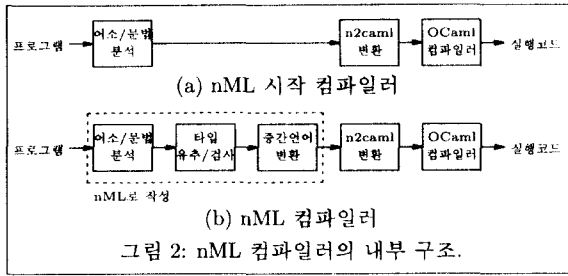 프로그램
어소/문법
분석
n2caml
변환
OCaml
컴파일러
실행코드
(a) nML 시작 컴파일러
프로그램
어소/문법
분석
타입
유추/검사
중간언어
변환
n2caml
변환
OCaml
컴파일러
실행코드
nML로 작성
(b) nML 컴파일러
그림 2: nML 컴파일러의 내부 구조.